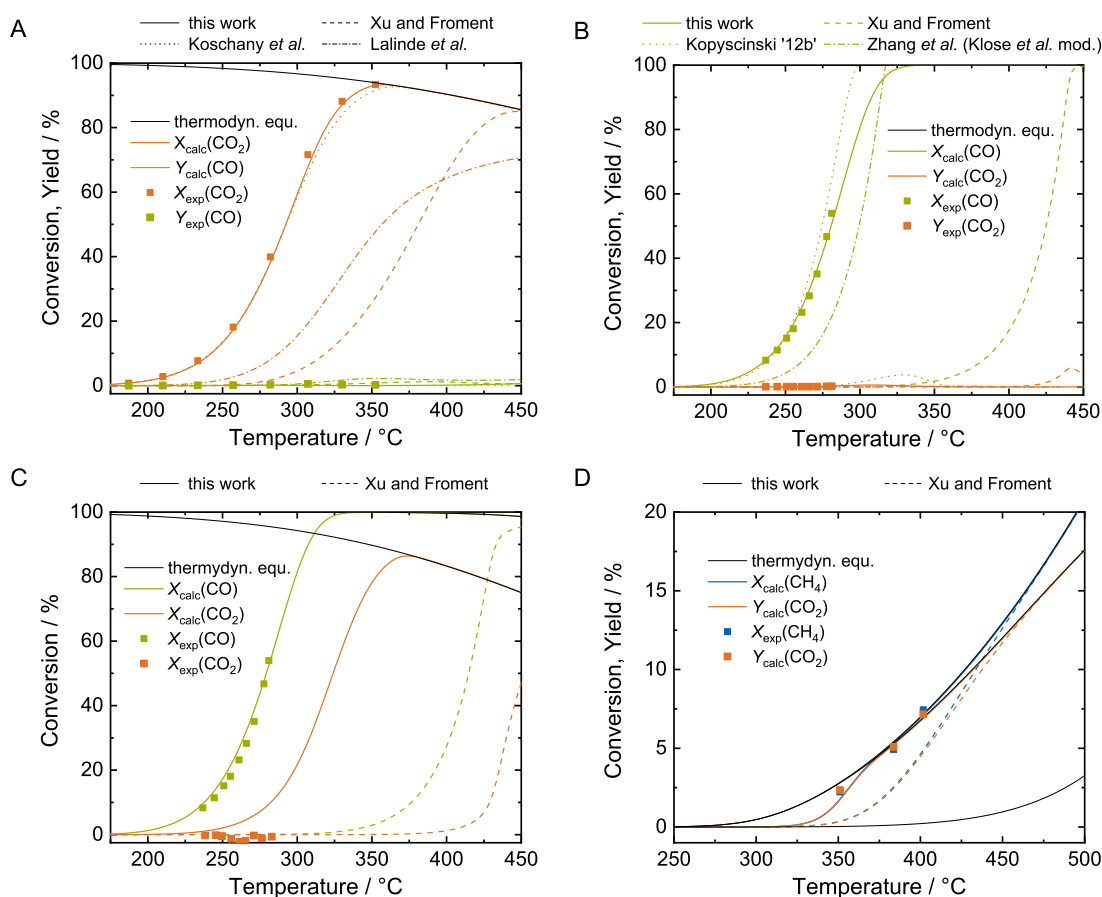 A
this work
Xu and Froment
Koschany et al.
Lalinde et al.
100
80
60
40
20
0
Conversion, Yield / %
thermodyn. equ.
Xcalc(CO2)
Ycalc(CO)
Xexp(CO2)
Yexp(CO)
200 250 300 350 400 450
Temperature / °C
B
this work
Xu and Froment
Kopyscinski '12b'
Zhang et al. (Klose et al. mod.)
100
80
60
40
20
0
Conversion, Yield / %
thermodyn. equ.
Xcalc(CO)
Ycalc(CO2)
Xexp(CO)
Yexp(CO2)
200 250 300 350 400 450
Temperature / °C
C
this work
Xu and Froment
100
80
60
40
20
0
Conversion / %
thermydyn. equ.
Xcalc(CO)
Xcalc(CO2)
Xexp(CO)
Xexp(CO2)
200 250 300 350 400 450
Temperature / °C
D
this work
Xu and Froment
20
15
10
5
0
Conversion, Yield / %
thermydyn. equ.
Xcalc(CH4)
Ycalc(CO2)
Xexp(CH4)
Ycalc(CO2)
250 300 350 400 450 500
Temperature / °C